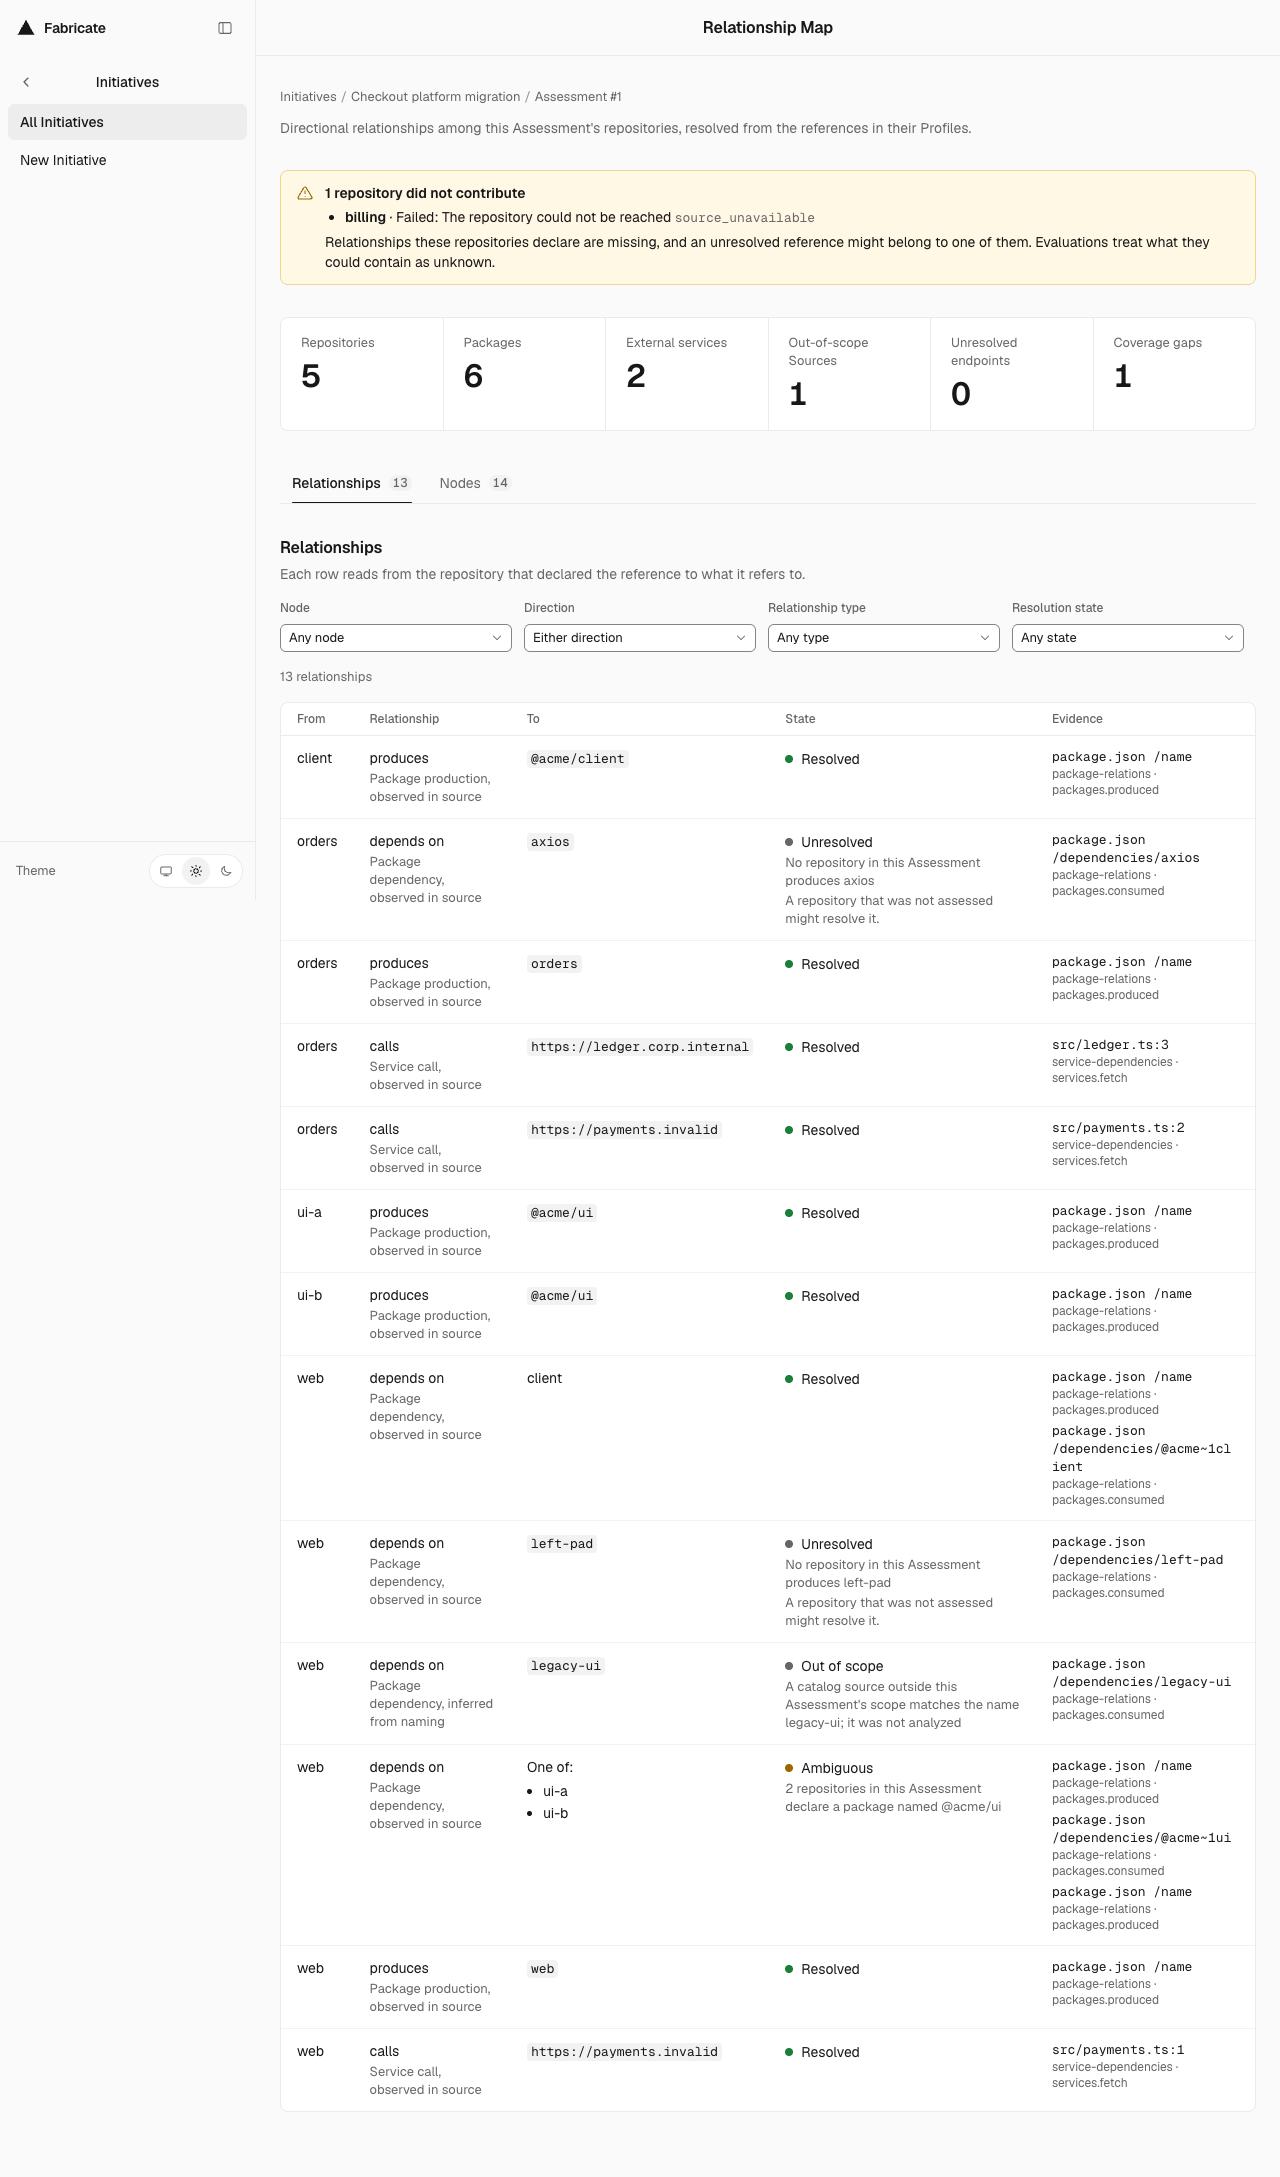 Fabricate
Relationship Map
Initiatives
All Initiatives
New Initiative
Theme
Initiatives / Checkout platform migration / Assessment #1
Directional relationships among this Assessment's repositories, resolved from the references in their Profiles.
1 repository did not contribute
• billing · Failed: The repository could not be reached source_unavailable
Relationships these repositories declare are missing, and an unresolved reference might belong to one of them. Evaluations treat what they
could contain as unknown.
Repositories
5
Packages
6
External services
2
Out-of-scope
Sources
1
Unresolved
endpoints
0
Coverage gaps
1
Relationships 13 Nodes 14
Relationships
Each row reads from the repository that declared the reference to what it refers to.
Node Direction Relationship type Resolution state
Any node Either direction Any type Any state
13 relationships
From Relationship To State Evidence
client
produces
Package production,
observed in source
@acme/client
Resolved
package.json /name
package-relations ·
packages.produced
orders
depends on
Package
dependency,
observed in source
axios
Unresolved
No repository in this Assessment
produces axios
A repository that was not assessed
might resolve it.
package.json
/dependencies/axios
package-relations ·
packages.consumed
orders
produces
Package production,
observed in source
orders
Resolved
package.json /name
package-relations ·
packages.produced
orders
calls
Service call,
observed in source
https://ledger.corp.internal
Resolved
src/ledger.ts:3
service-dependencies ·
services.fetch
orders
calls
Service call,
observed in source
https://payments.invalid
Resolved
src/payments.ts:2
service-dependencies ·
services.fetch
ui-a
produces
Package production,
observed in source
@acme/ui
Resolved
package.json /name
package-relations ·
packages.produced
ui-b
produces
Package production,
observed in source
@acme/ui
Resolved
package.json /name
package-relations ·
packages.produced
web
depends on
Package
dependency,
observed in source
client
Resolved
package.json /name
package-relations ·
packages.produced
package.json
/dependencies/@acme~1cl
ient
package-relations ·
packages.consumed
web
depends on
Package
dependency,
observed in source
left-pad
Unresolved
No repository in this Assessment
produces left-pad
A repository that was not assessed
might resolve it.
package.json
/dependencies/left-pad
package-relations ·
packages.consumed
web
depends on
Package
dependency, inferred
from naming
legacy-ui
Out of scope
A catalog source outside this
Assessment's scope matches the name
legacy-ui; it was not analyzed
package.json
/dependencies/legacy-ui
package-relations ·
packages.consumed
web
depends on
Package
dependency,
observed in source
One of:
• ui-a
• ui-b
Ambiguous
2 repositories in this Assessment
declare a package named @acme/ui
package.json /name
package-relations ·
packages.produced
package.json
/dependencies/@acme~1ui
package-relations ·
packages.consumed
package.json /name
package-relations ·
packages.produced
web
produces
Package production,
observed in source
web
Resolved
package.json /name
package-relations ·
packages.produced
web
calls
Service call,
observed in source
https://payments.invalid
Resolved
src/payments.ts:1
service-dependencies ·
services.fetch